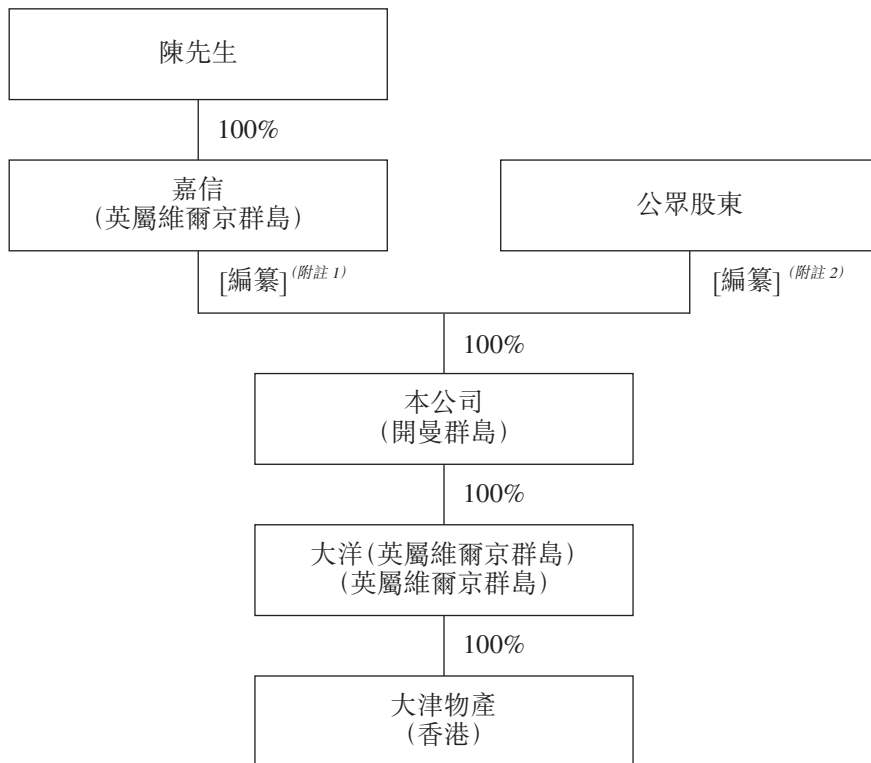 陳先生
100%
嘉信
(英屬維爾京群島)
公眾股東
[編纂](附註 1)
[編纂](附註 2)
100%
本公司
(開曼群島)
100%
大洋(英屬維爾京群島)
(英屬維爾京群島)
100%
大津物產
(香港)